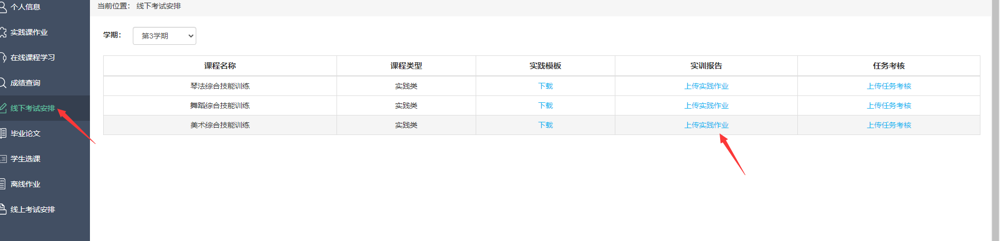 个人信息
实践课作业
在线课程学习
成绩查询
线下考试安排
毕业论文
学生选课
离线作业
线上考试安排
当前位置： 线下考试安排
学期： 第3学期
课程名称 课程类型 实践模板 实训报告 任务考核
琴法综合技能训练 实践类 下载 上传实践作业 上传任务考核
舞蹈综合技能训练 实践类 下载 上传实践作业 上传任务考核
美术综合技能训练 实践类 下载 上传实践作业 上传任务考核